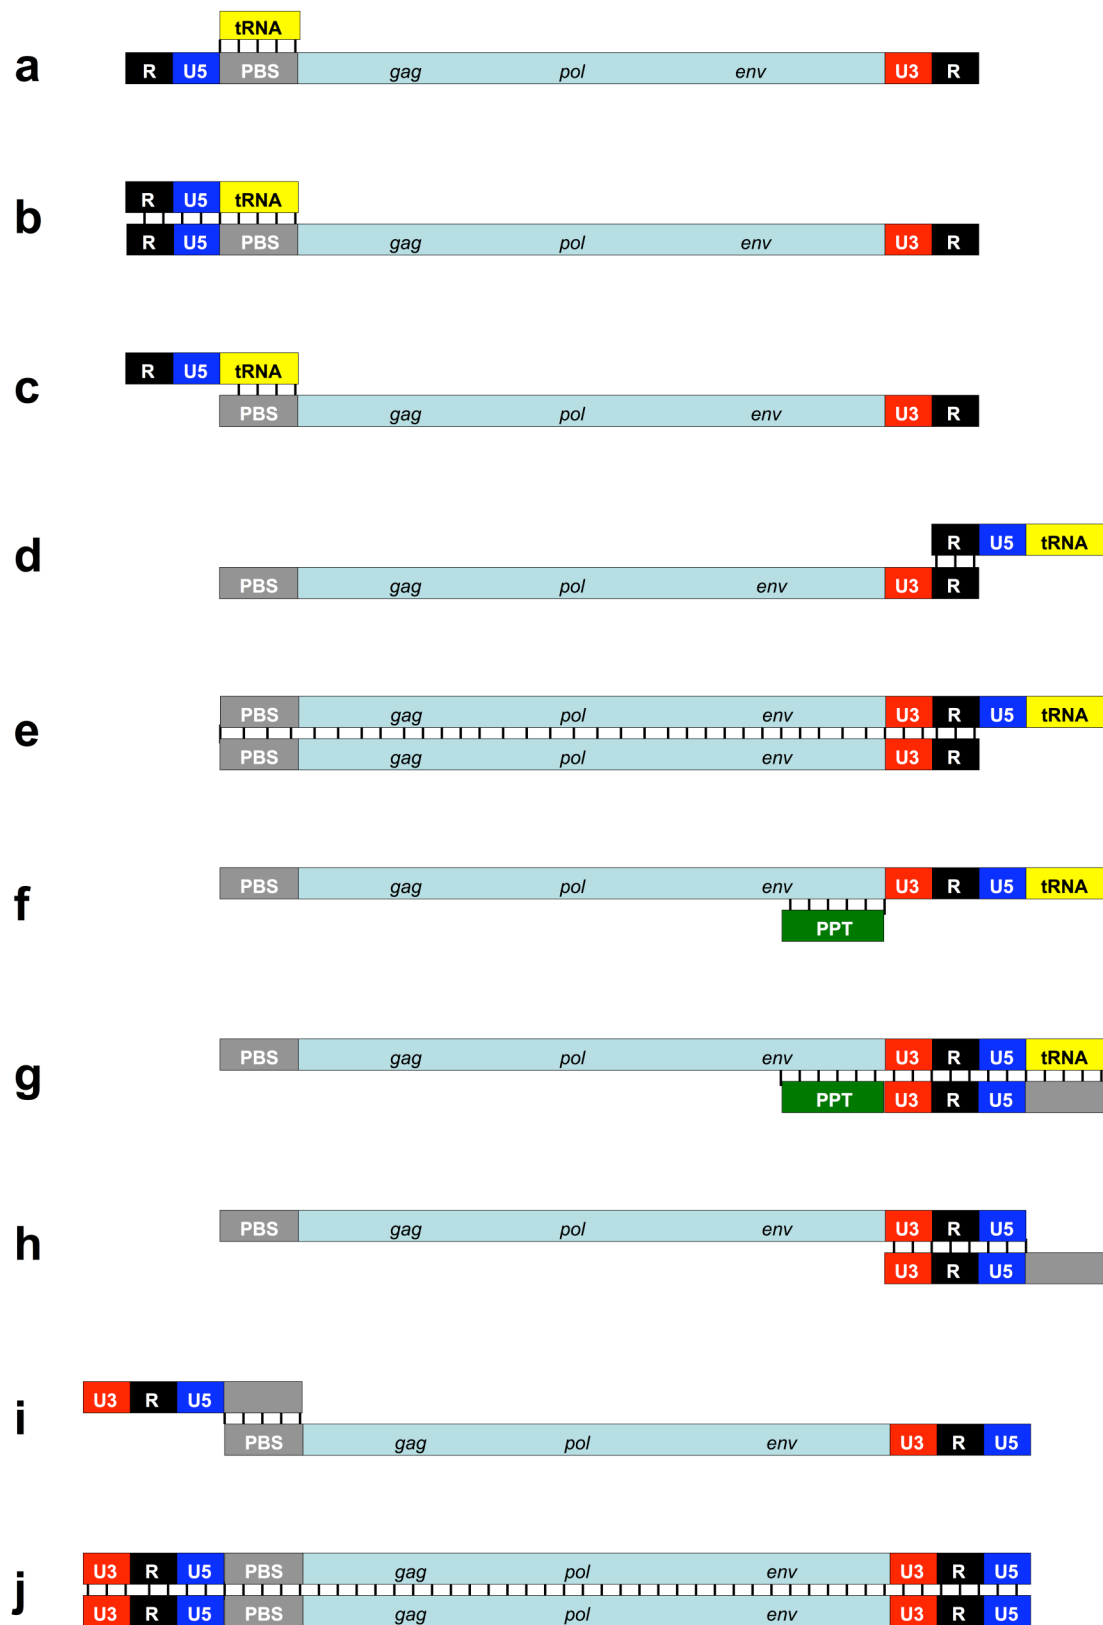 tRNA
a R U5 PBS gag pol env U3 R
R U5 tRNA
b R U5 PBS gag pol env U3 R
R U5 tRNA
c PBS gag pol env U3 R
R U5 tRNA
d PBS gag pol env U3 R
PBS gag pol env U3 R U5 tRNA
e PBS gag pol env U3 R
PBS gag pol env U3 R U5 tRNA
f PPT
PBS gag pol env U3 R U5 tRNA
g PPT U3 R U5
PBS gag pol env U3 R U5
h U3 R U5
U3 R U5
i PBS gag pol env U3 R U5
U3 R U5 PBS gag pol env U3 R U5
j U3 R U5 PBS gag pol env U3 R U5